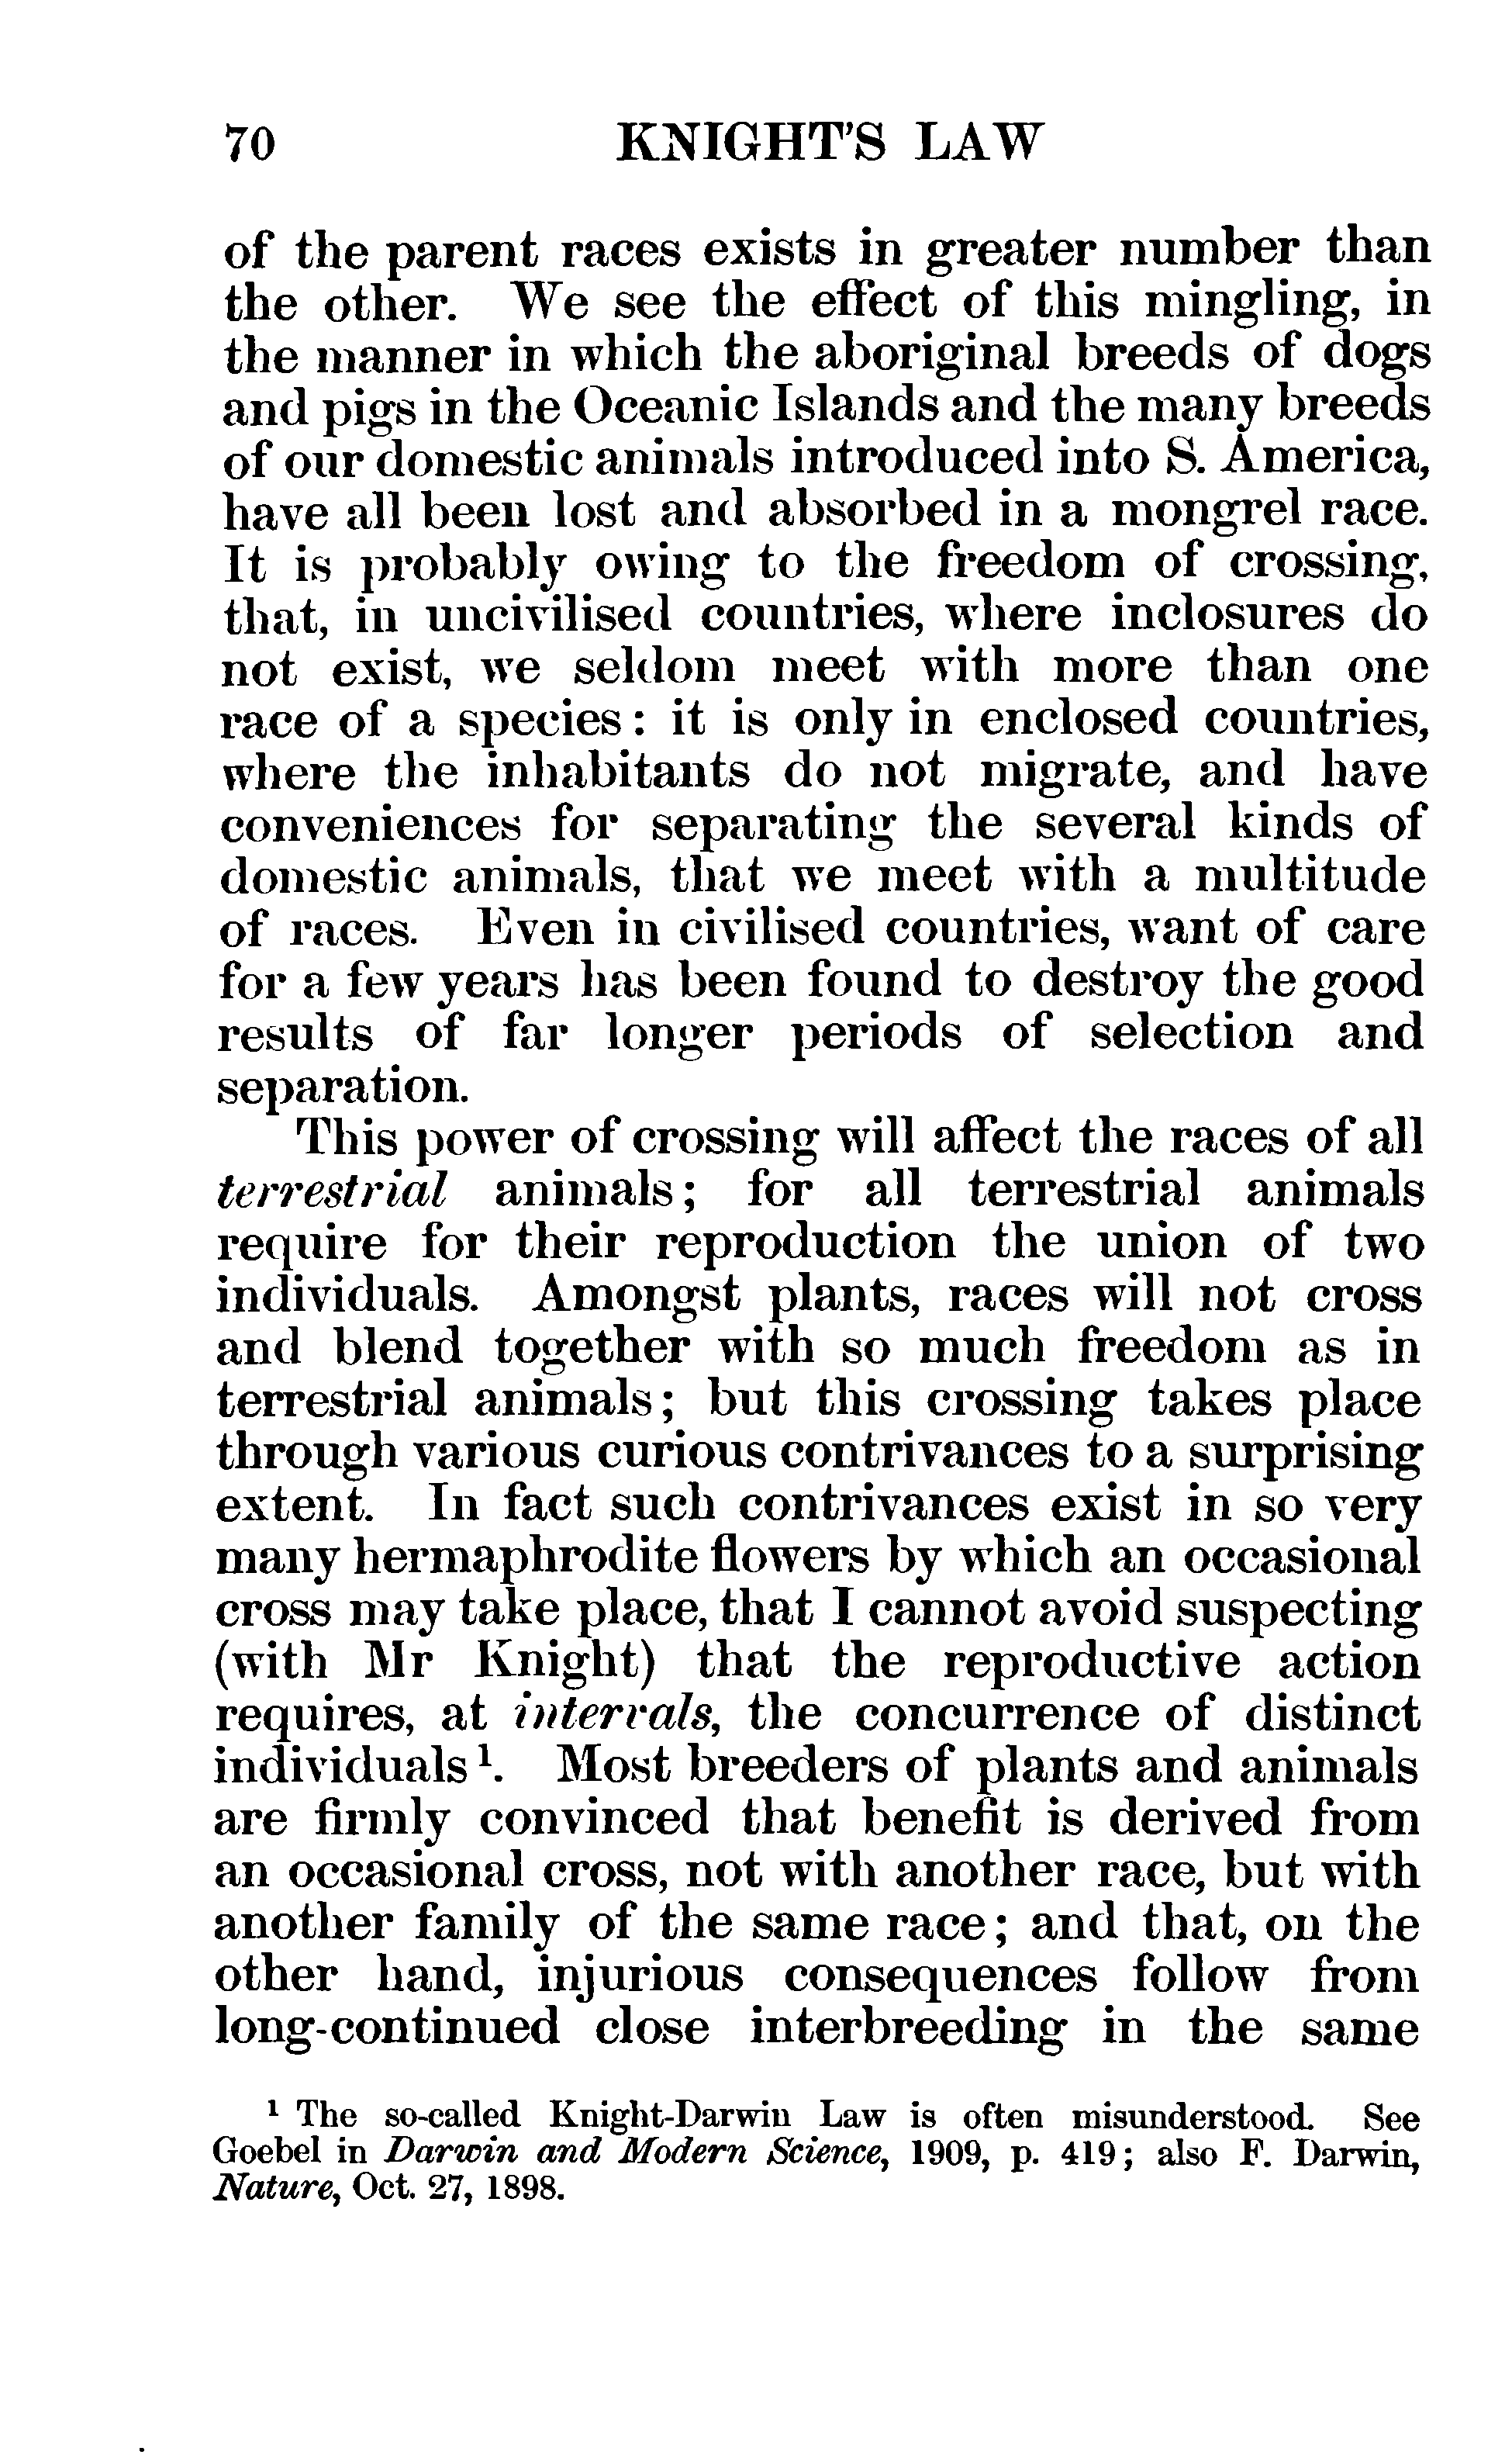 70 KNIGHT'S LAW
of the parent races exists in greater number than
the other. We see the effect of this mingling, in
the manner in which the aboriginal breeds of dogs
and pigs in the Oceanic Islands and the many breeds
of our domestic animals introduced into S. America,
have all been lost and absorbed in a mongrel race.
It is probably owing to the freedom of crossing,
that, in uncivilised countries, where inclosures do
not exist, we seldom meet with more than one
race of a species: it is only in enclosed countries,
where the inhabitants do not migrate, and have
conveniences for separating the several kinds of
domestic animals, that we meet with a multitude
of races. Even in civilised countries, want of care
for a few years has been found to destroy the good
results of far longer periods of selection and
separation.
This power of crossing will affect the races of all
terrestrial animals; for all terrestrial animals
require for their reproduction the union of two
individuals. Amongst plants, races will not cross
and blend together with so much freedom as in
terrestrial animals; but this crossing takes place
through various curious contrivances to a surprising
extent. In fact such contrivances exist in so very
many hermaphrodite flowers by which an occasional
cross may take place, that I cannot avoid suspecting
(with Mr Knight) that the reproductive action
requires, at intervals, the concurrence of distinct
individuals¹. Most breeders of plants and animals
are firmly convinced that benefit is derived from
an occasional cross, not with another race, but with
another family of the same race; and that, on the
other hand, injurious consequences follow from
long-continued close interbreeding in the same
¹ The so-called Knight-Darwin Law is often misunderstood. See
Goebel in Darwin and Modern Science, 1909, p. 419; also F. Darwin,
Nature, Oct. 27, 1898.